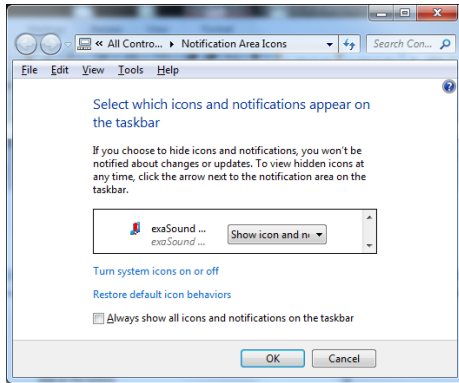 « All Contro... ▸ Notification Area Icons
Search Con...
File Edit View Tools Help
Select which icons and notifications appear on
the taskbar
If you choose to hide icons and notifications, you won't be
notified about changes or updates. To view hidden icons at
any time, click the arrow next to the notification area on the
taskbar.
exaSound ...
exaSound ...
Show icon and n
Turn system icons on or off
Restore default icon behaviors
Always show all icons and notifications on the taskbar
OK Cancel